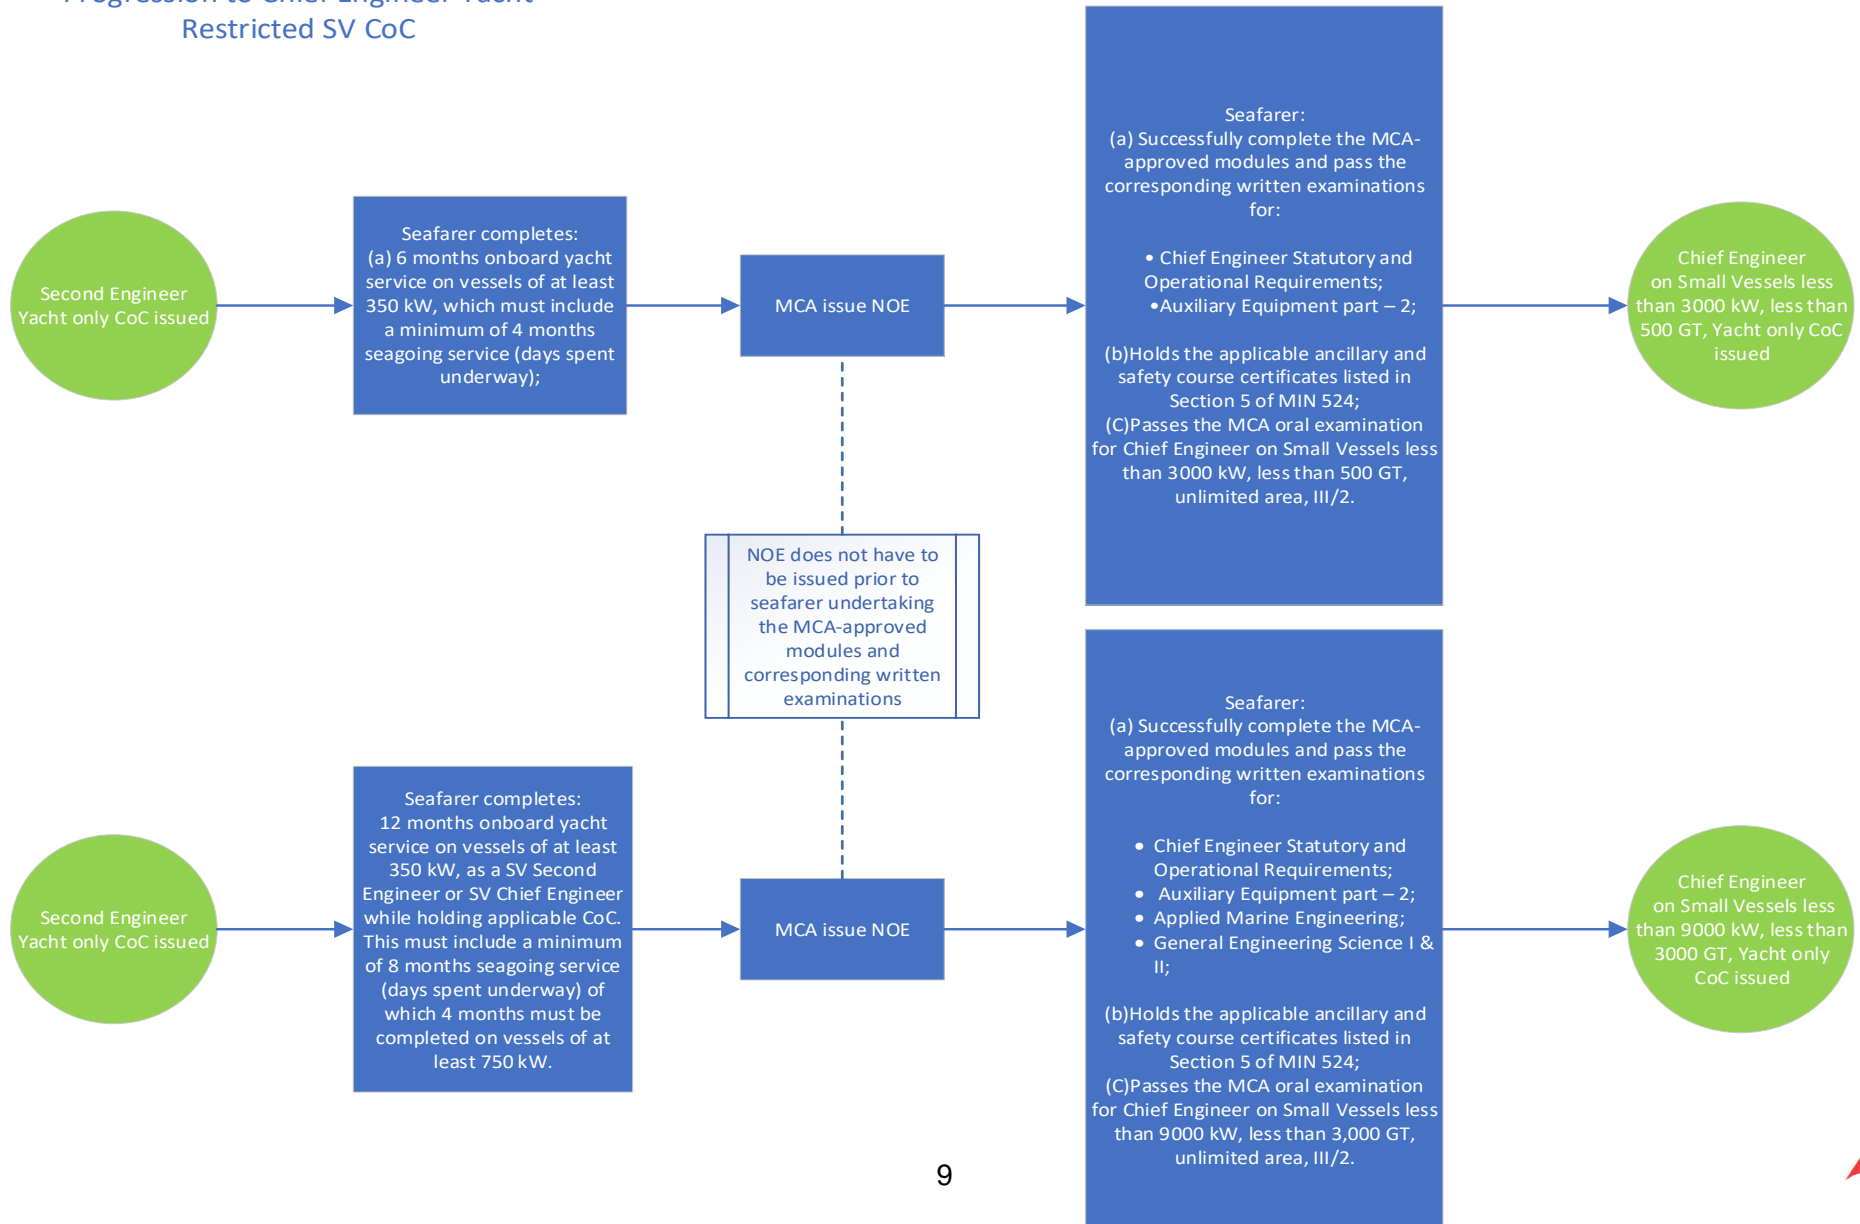 Progression to Chief Engineer Yacht
Restricted SV CoC
Second Engineer
Yacht only CoC issued
Seafarer completes:
(a) 6 months onboard yacht
service on vessels of at least
350 kW, which must include
a minimum of 4 months
seagoing service (days spent
underway);
MCA issue NOE
Seafarer:
(a) Successfully complete the MCA-
approved modules and pass the
corresponding written examinations
for:
• Chief Engineer Statutory and
Operational Requirements;
•Auxiliary Equipment part – 2;
(b)Holds the applicable ancillary and
safety course certificates listed in
Section 5 of MIN 524;
(C)Passes the MCA oral examination
for Chief Engineer on Small Vessels less
than 3000 kW, less than 500 GT,
unlimited area, III/2.
Chief Engineer
on Small Vessels less
than 3000 kW, less than
500 GT, Yacht only CoC
issued
NOE does not have to
be issued prior to
seafarer undertaking
the MCA-approved
modules and
corresponding written
examinations
Second Engineer
Yacht only CoC issued
Seafarer completes:
12 months onboard yacht
service on vessels of at least
350 kW, as a SV Second
Engineer or SV Chief Engineer
while holding applicable CoC.
This must include a minimum
of 8 months seagoing service
(days spent underway) of
which 4 months must be
completed on vessels of at
least 750 kW.
MCA issue NOE
Seafarer:
(a) Successfully complete the MCA-
approved modules and pass the
corresponding written examinations
for:
• Chief Engineer Statutory and
Operational Requirements;
• Auxiliary Equipment part – 2;
• Applied Marine Engineering;
• General Engineering Science I &
II;
(b)Holds the applicable ancillary and
safety course certificates listed in
Section 5 of MIN 524;
(C)Passes the MCA oral examination
for Chief Engineer on Small Vessels less
than 9000 kW, less than 3,000 GT,
unlimited area, III/2.
Chief Engineer
on Small Vessels less
than 9000 kW, less than
3000 GT, Yacht only
CoC issued
9